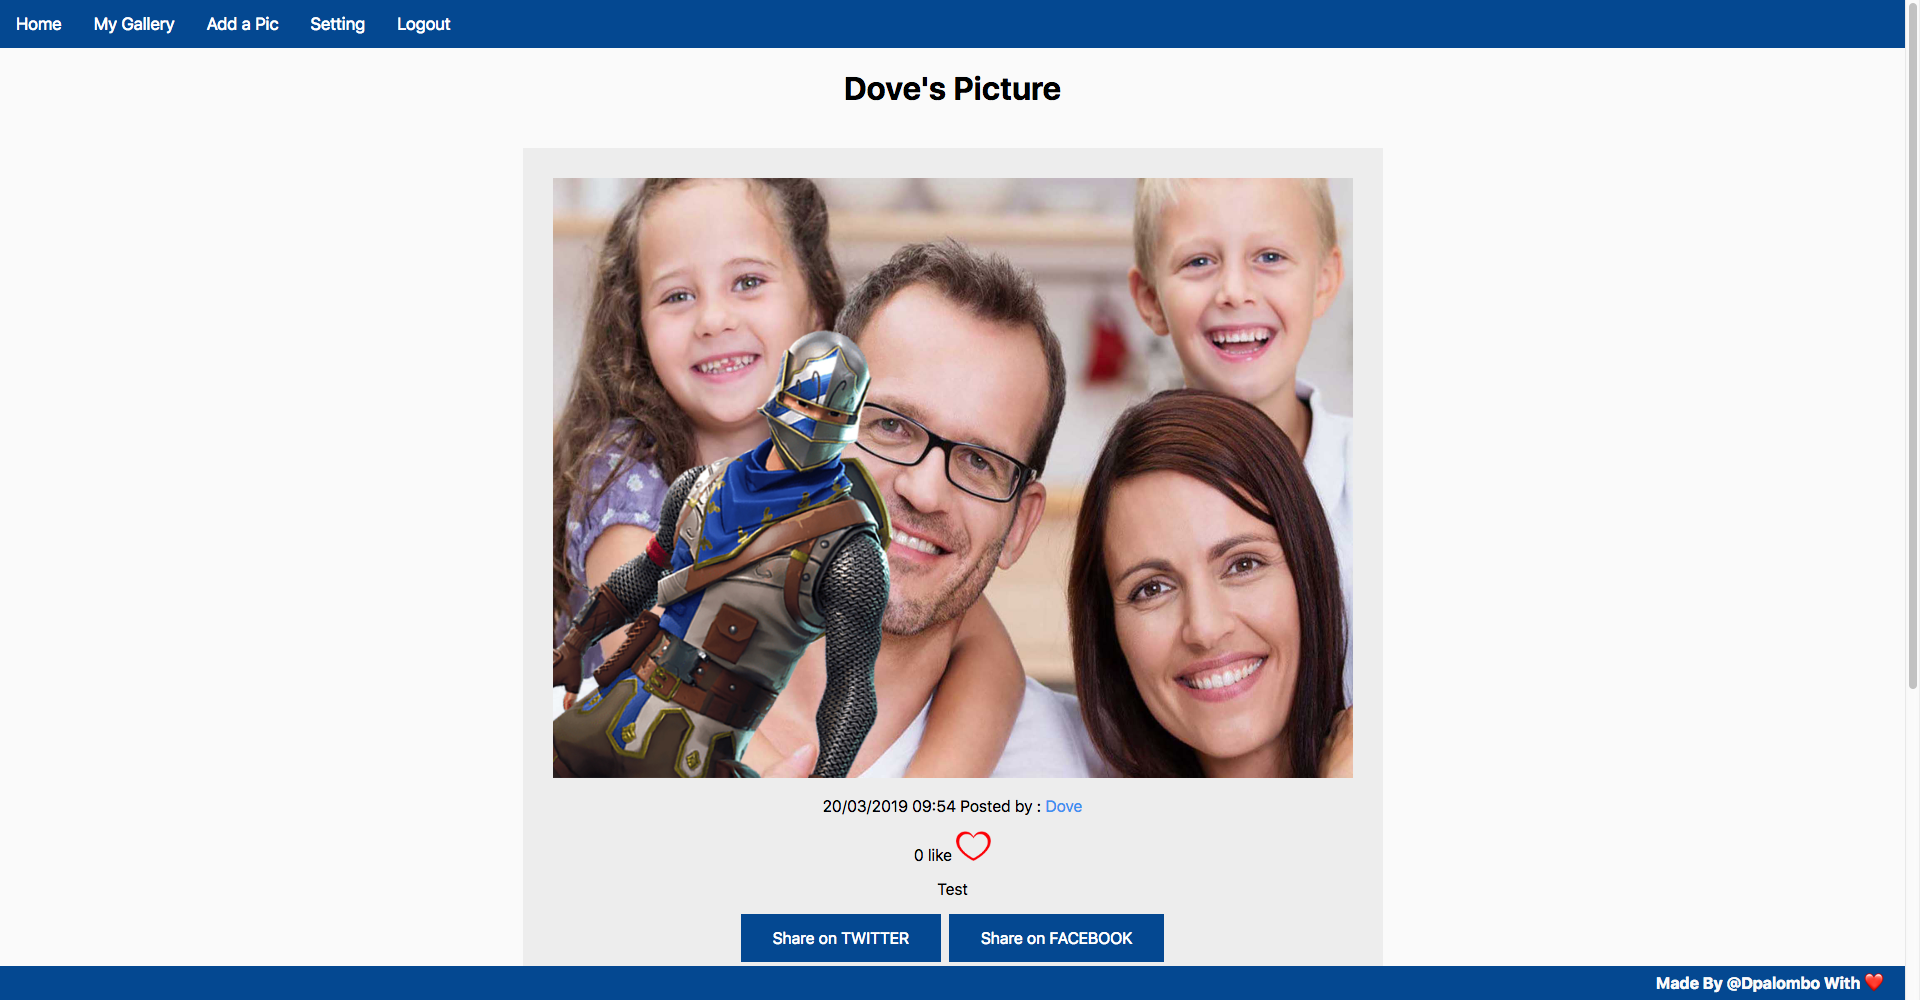 Home My Gallery Add a Pic Setting Logout
Dove's Picture
20/03/2019 09:54 Posted by : Dove
0 like
Test
Share on TWITTER Share on FACEBOOK
Made By @Dpalombo With ❤️